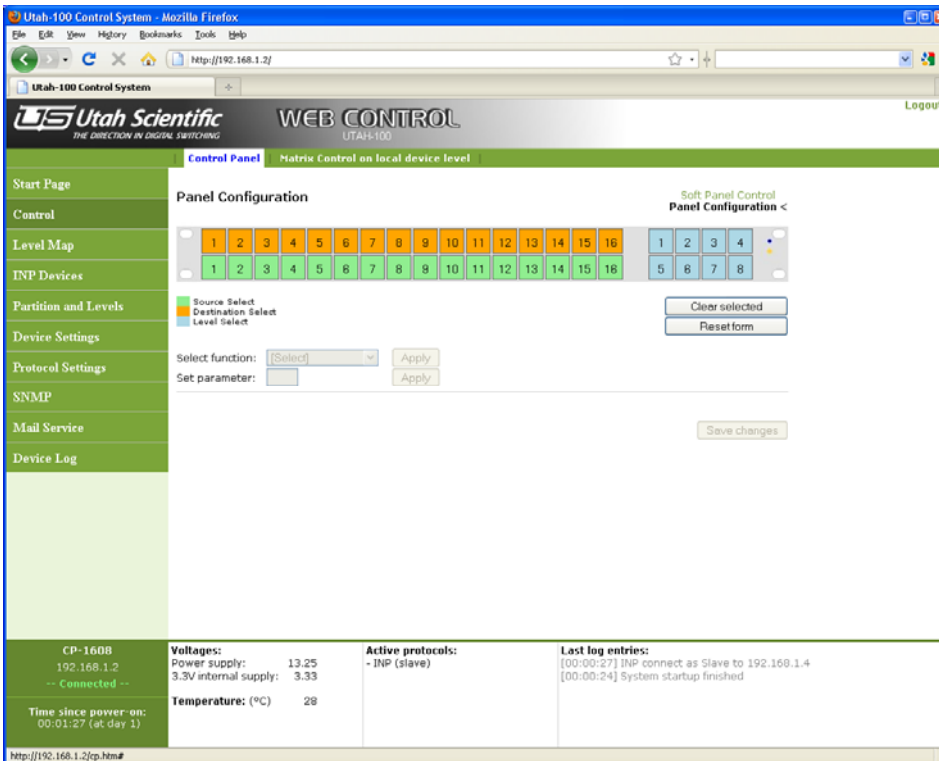 Utah-100 Control System - Mozilla Firefox
File Edit View History Bookmarks Tools Help
http://192.168.1.2/
Utah-100 Control System
Utah Scientific
THE DIRECTION IN DIGITAL SWITCHING
WEB CONTROL
UTAH-100
Logout
Control Panel | Matrix Control on local device level |
Start Page
Control
Level Map
INP Devices
Partition and Levels
Device Settings
Protocol Settings
SNMP
Mail Service
Device Log
Panel Configuration
Soft Panel Control
Panel Configuration <
1 2 3 4 5 6 7 8 9 10 11 12 13 14 15 16 1 2 3 4
1 2 3 4 5 6 7 8 9 10 11 12 13 14 15 16 5 6 7 8
Source Select
Destination Select
Level Select
Clear selected
Reset form
Select function: [Select] Apply
Set parameter: Apply
Save changes
CP-1608
192.168.1.2
-- Connected --
Time since power-on:
00:01:27 (at day 1)
Voltages:
Power supply: 13.25
3.3V internal supply: 3.33
Temperature: (°C) 28
Active protocols:
- INP (slave)
Last log entries:
[00:00:27] INP connect as Slave to 192.168.1.4
[00:00:24] System startup finished
http://192.168.1.2/cp.htm#